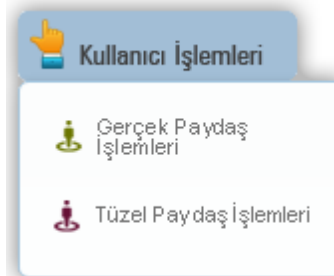 Kullanıcı İşlemleri
Gerçek Paydaş
İşlemleri
Tüzel Paydaş İşlemleri